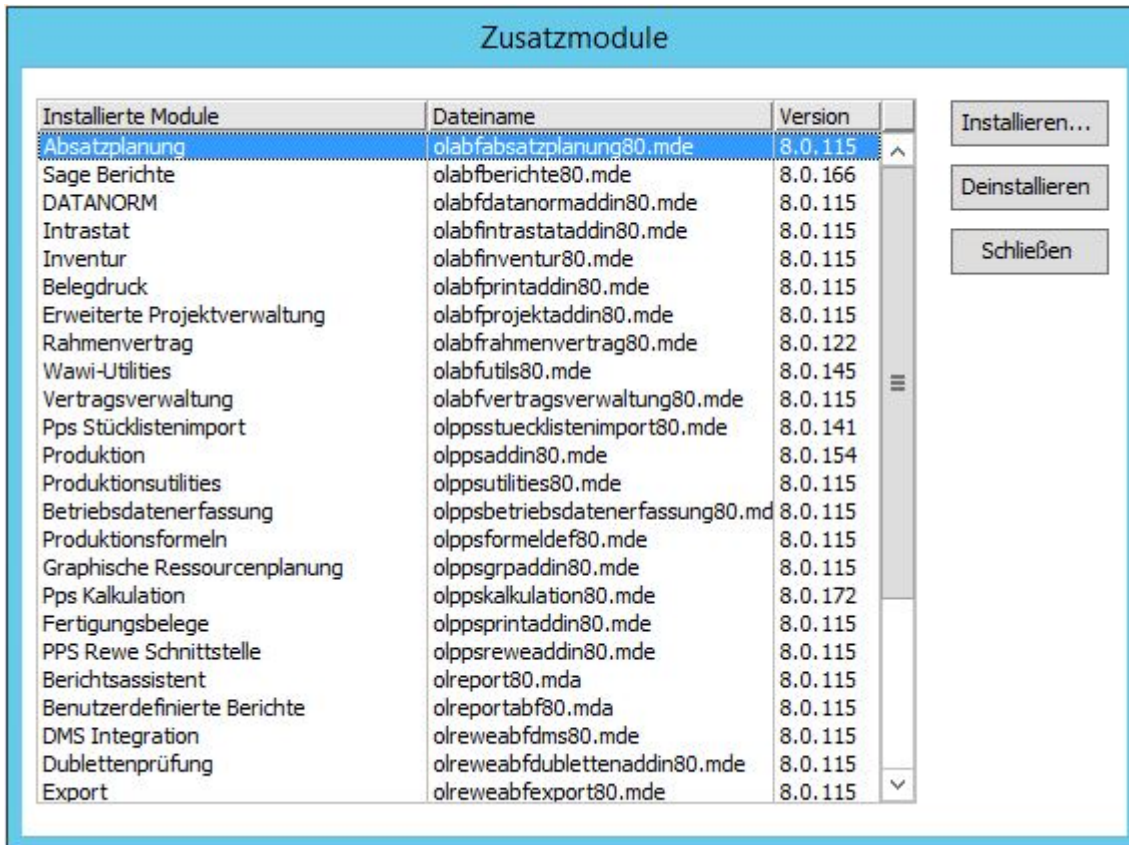 Zusatzmodule
Installierte Module Dateiname Version
Absatzplanung olabfabsatzplanung80.mde 8.0.115
Sage Berichte olabfberichte80.mde 8.0.166
DATANORM olabfdatanormaddin80.mde 8.0.115
Intrastat olabfintrastataddin80.mde 8.0.115
Inventur olabfinventur80.mde 8.0.115
Belegdruck olabfprintaddin80.mde 8.0.115
Erweiterte Projektverwaltung olabfprojektaddin80.mde 8.0.115
Rahmenvertrag olabfrahmenvertrag80.mde 8.0.122
Wawi-Utilities olabfutils80.mde 8.0.145
Vertragsverwaltung olabfvertragsverwaltung80.mde 8.0.115
Pps Stücklistenimport olppsstuecklistenimport80.mde 8.0.141
Produktion olppsaddin80.mde 8.0.154
Produktionsutilities olppsutilities80.mde 8.0.115
Betriebsdatenerfassung olppsbetriebsdatenerfassung80.md 8.0.115
Produktionsformeln olppsformeldef80.mde 8.0.115
Graphische Ressourcenplanung olppsgrpaddin80.mde 8.0.115
Pps Kalkulation olppskalkulation80.mde 8.0.172
Fertigungsbelege olppsprintaddin80.mde 8.0.115
PPS Rewe Schnittstelle olppsreweaddin80.mde 8.0.115
Berichtsassistent olreport80.mda 8.0.115
Benutzerdefinierte Berichte olreportabf80.mda 8.0.115
DMS Integration olreweabfdms80.mde 8.0.115
Dublettenprüfung olreweabfdublettenaddin80.mde 8.0.115
Export olreweabfexport80.mde 8.0.115
Installieren...
Deinstallieren
Schließen